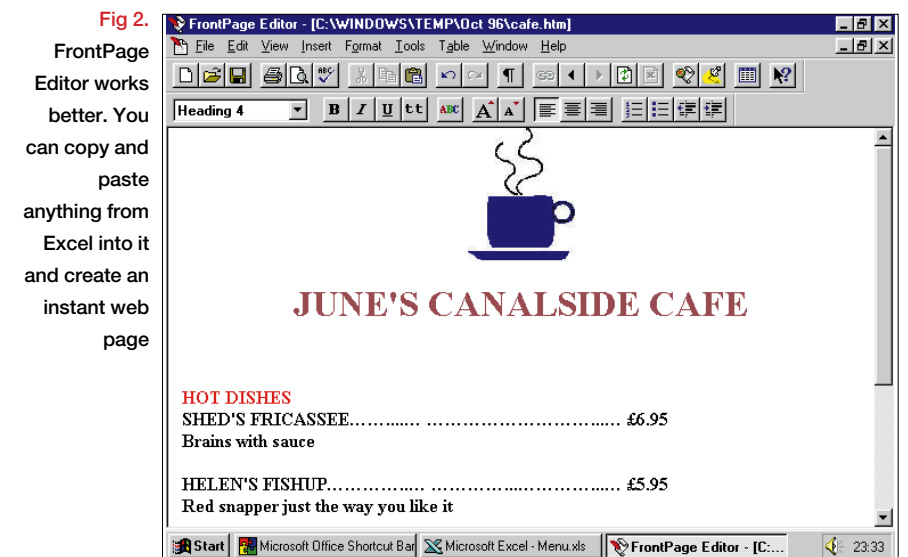 Fig 2.
FrontPage
Editor works
better. You
can copy and
paste
anything from
Excel into it
and create an
instant web
page
FrontPage Editor - [C:\WINDOWS\TEMP\Oct 96\cafe.htm]
File Edit View Insert Format Tools Table Window Help
ABC
Heading 4 B I U tt ABC A A
JUNE'S CANALSIDE CAFE
HOT DISHES
SHED'S FRICASSEE……....… ……………………….…...… £6.95
Brains with sauce
HELEN'S FISHUP…………….… ……………...…………...… £5.95
Red snapper just the way you like it
Start Microsoft Office Shortcut Bar Microsoft Excel - Menu.xls FrontPage Editor - [C:... 23:33